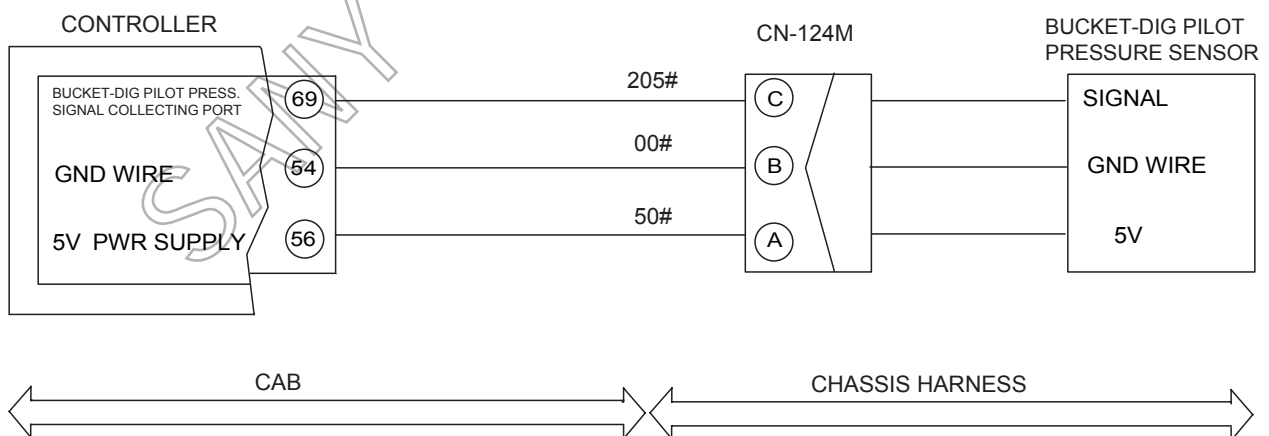 CONTROLLER
CN-124M
BUCKET-DIG PILOT
PRESSURE SENSOR
BUCKET-DIG PILOT PRESS.
SIGNAL COLLECTING PORT
69
205#
C
SIGNAL
GND WIRE
54
00#
B
GND WIRE
5V PWR SUPPLY
56
50#
A
5V
SANY
CAB
CHASSIS HARNESS